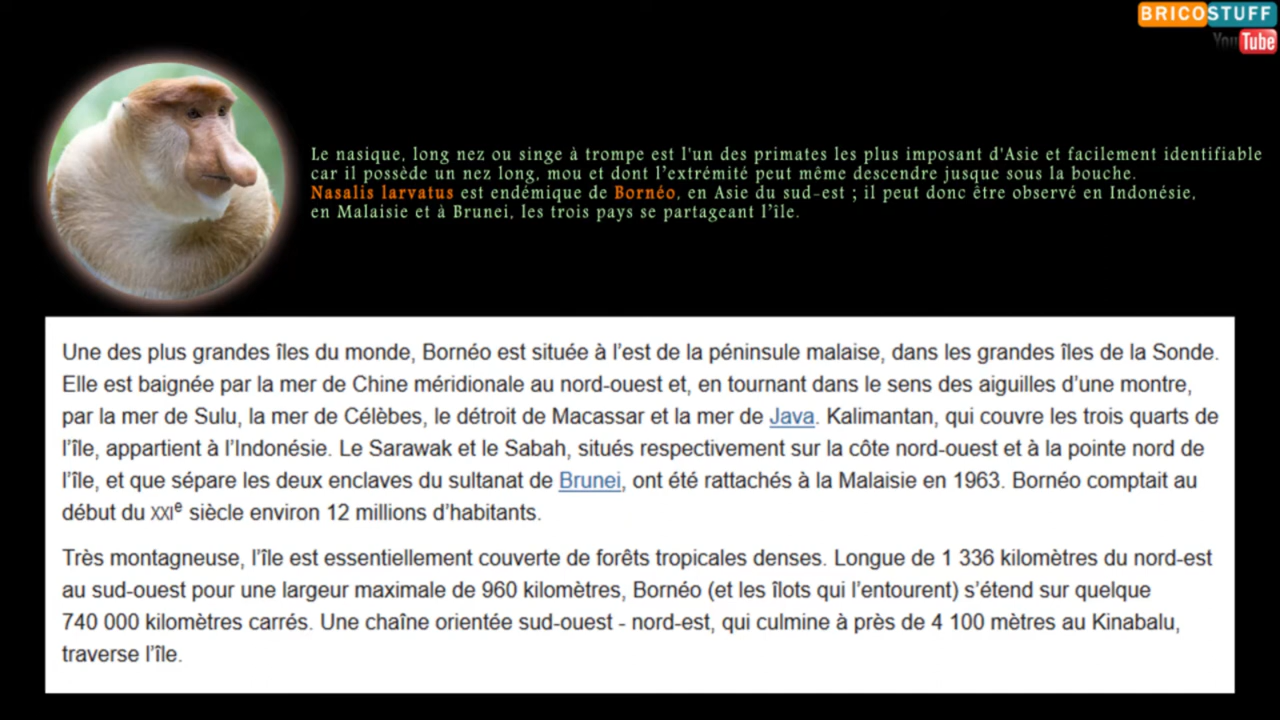 BRICOSTUFF
YouTube
Le nasique, long nez ou singe à trompe est l'un des primates les plus imposant d'Asie et facilement identifiable
car il possède un nez long, mou et dont l'extrémité peut même descendre jusque sous la bouche.
Nasalis larvatus est endémique de Bornéo, en Asie du sud-est ; il peut donc être observé en Indonésie,
en Malaisie et à Brunei, les trois pays se partageant l'île.
Une des plus grandes îles du monde, Bornéo est située à l'est de la péninsule malaise, dans les grandes îles de la Sonde.
Elle est baignée par la mer de Chine méridionale au nord-ouest et, en tournant dans le sens des aiguilles d'une montre,
par la mer de Sulu, la mer de Célèbes, le détroit de Macassar et la mer de Java. Kalimantan, qui couvre les trois quarts de
l'île, appartient à l'Indonésie. Le Sarawak et le Sabah, situés respectivement sur la côte nord-ouest et à la pointe nord de
l'île, et que sépare les deux enclaves du sultanat de Brunei, ont été rattachés à la Malaisie en 1963. Bornéo comptait au
début du XXIe siècle environ 12 millions d'habitants.
Très montagneuse, l'île est essentiellement couverte de forêts tropicales denses. Longue de 1 336 kilomètres du nord-est
au sud-ouest pour une largeur maximale de 960 kilomètres, Bornéo (et les îlots qui l'entourent) s'étend sur quelque
740 000 kilomètres carrés. Une chaîne orientée sud-ouest - nord-est, qui culmine à près de 4 100 mètres au Kinabalu,
traverse l'île.